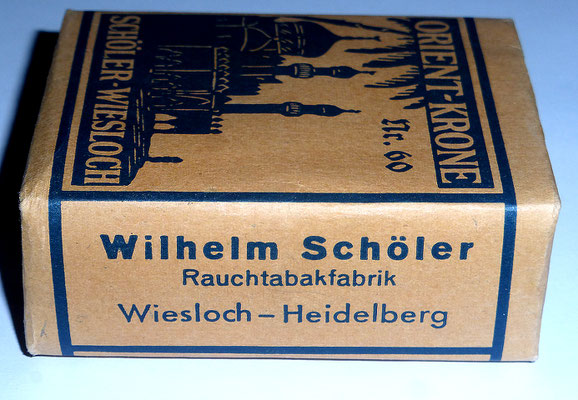 ORIENT-KRONE
Nr. 60
SCHÖLER-WIESLOCH
Wilhelm Schöler
Rauchtabakfabrik
Wiesloch – Heidelberg